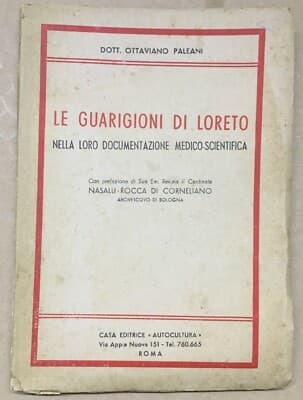 DOTT. OTTAVIANO PALEANI
LE GUARIGIONI DI LORETO
NELLA LORO DOCUMENTAZIONE MEDICO-SCIENTIFICA
Con prefazione di Sua Em. Rev.ma il Cardinale
NASALLI-ROCCA DI CORNELIANO
ARCIVESCOVO DI BOLOGNA
CASA EDITRICE «AUTOCULTURA»
Via Appia Nuova 151 - Tel. 760.665
ROMA